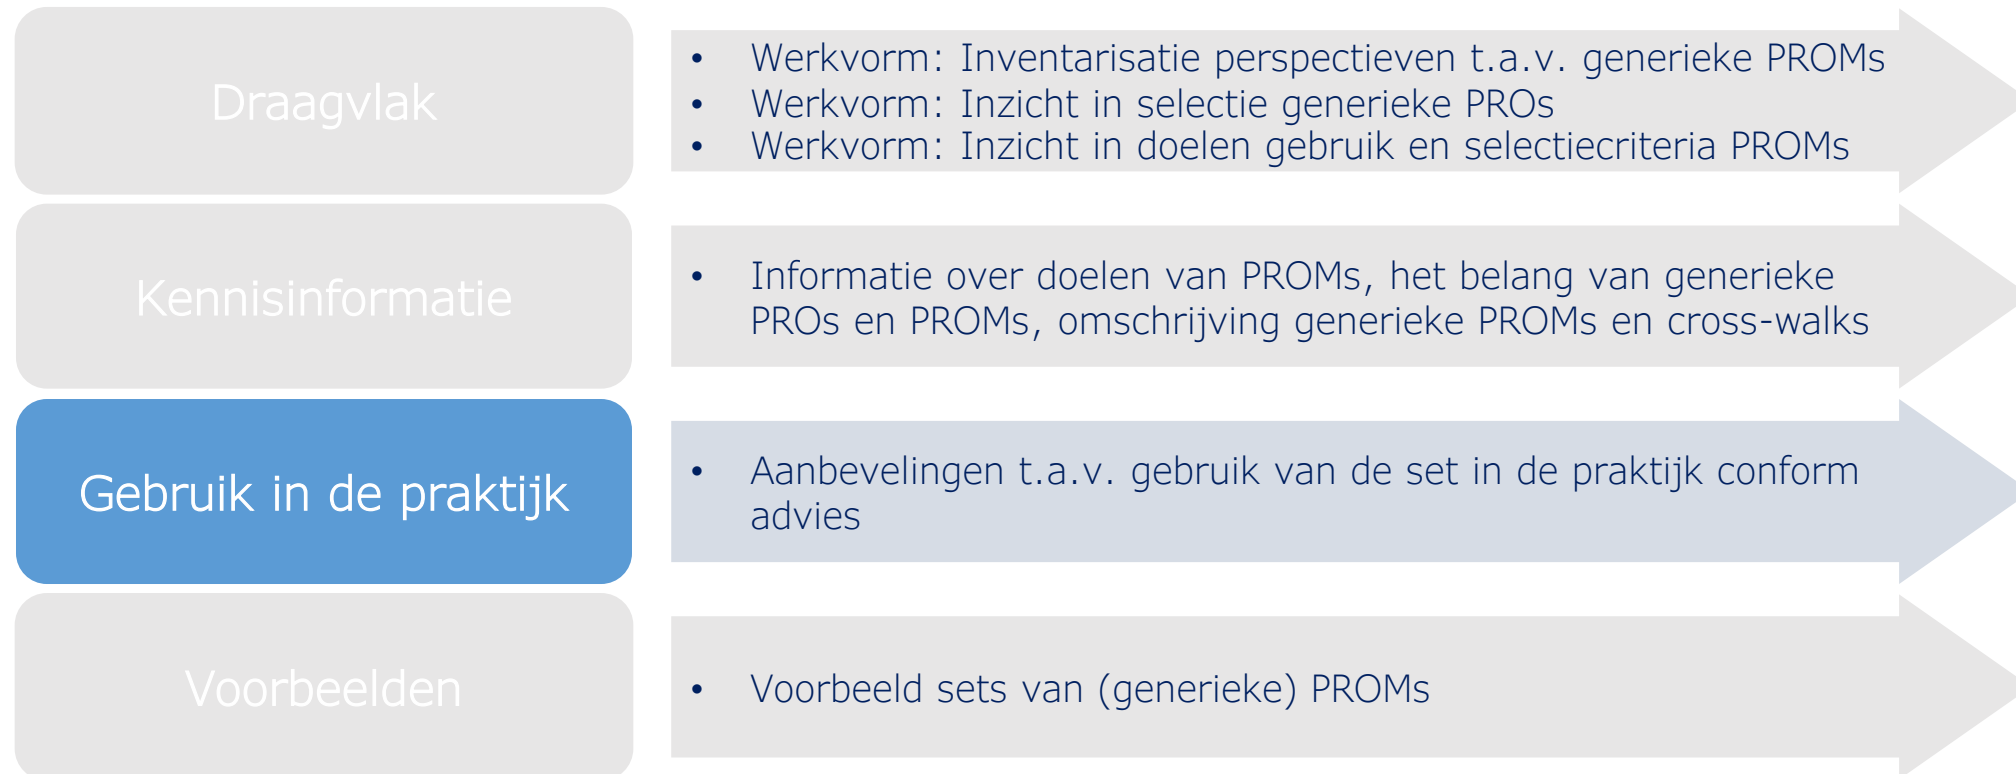 Draagvlak
• Werkvorm: Inventarisatie perspectieven t.a.v. generieke PROMs
• Werkvorm: Inzicht in selectie generieke PROs
• Werkvorm: Inzicht in doelen gebruik en selectiecriteria PROMs
Kennisinformatie
• Informatie over doelen van PROMs, het belang van generieke
PROs en PROMs, omschrijving generieke PROMs en cross-walks
Gebruik in de praktijk
• Aanbevelingen t.a.v. gebruik van de set in de praktijk conform
advies
Voorbeelden
• Voorbeeld sets van (generieke) PROMs